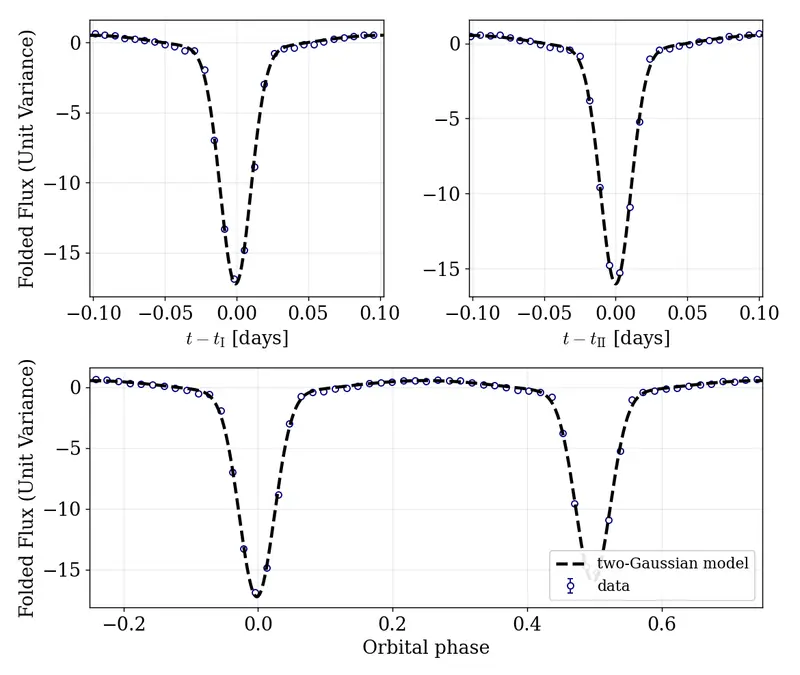 Folded Flux (Unit Variance)
0
−5
−10
−15
−0.10 −0.05 0.00 0.05 0.10
t − tI [days]
0
−5
−10
−15
−0.10 −0.05 0.00 0.05 0.10
t − tII [days]
Folded Flux (Unit Variance)
0
−5
−10
−15
−0.2 0.0 0.2 0.4 0.6
Orbital phase
two-Gaussian model
data